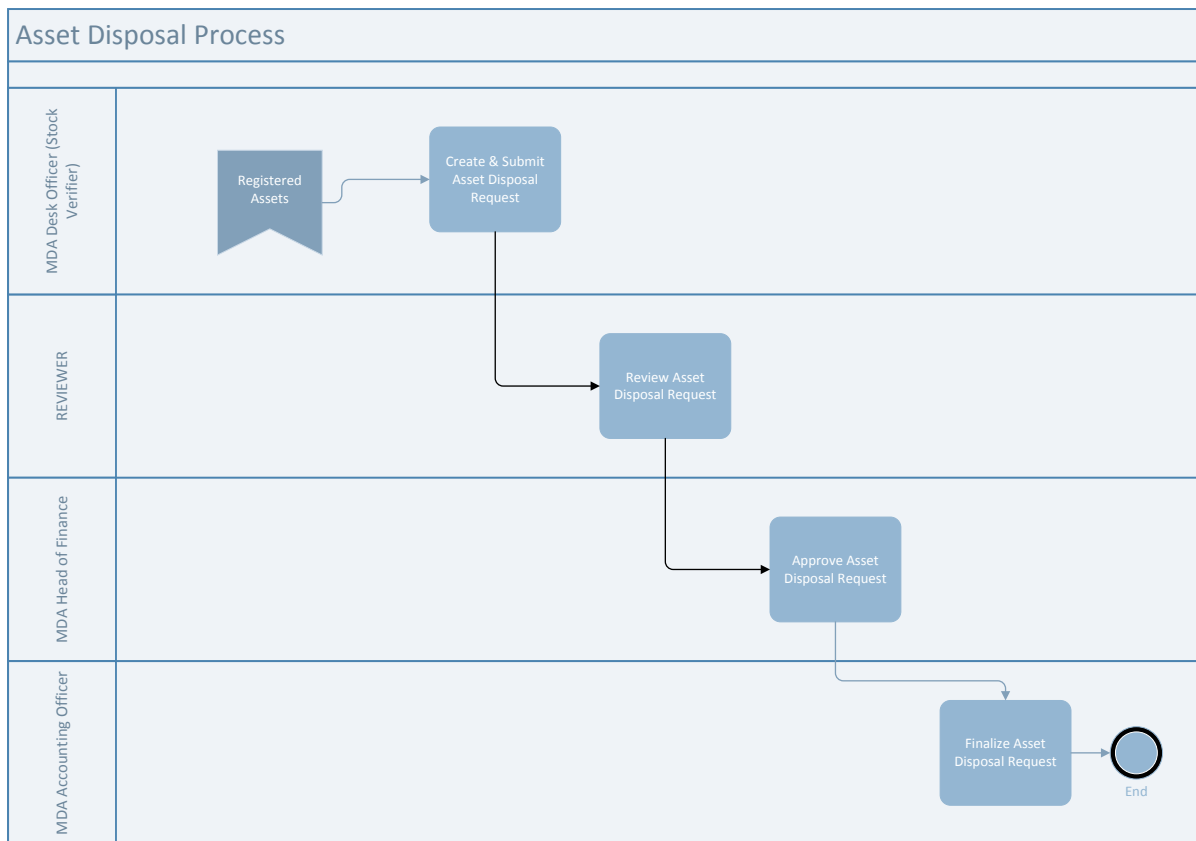 Asset Disposal Process
MDA Desk Officer (Stock
Verifier)
Registered
Assets
Create & Submit
Asset Disposal
Request
REVIEWER
Review Asset
Disposal Request
MDA Head of Finance
Approve Asset
Disposal Request
MDA Accounting Officer
Finalize Asset
Disposal Request
End